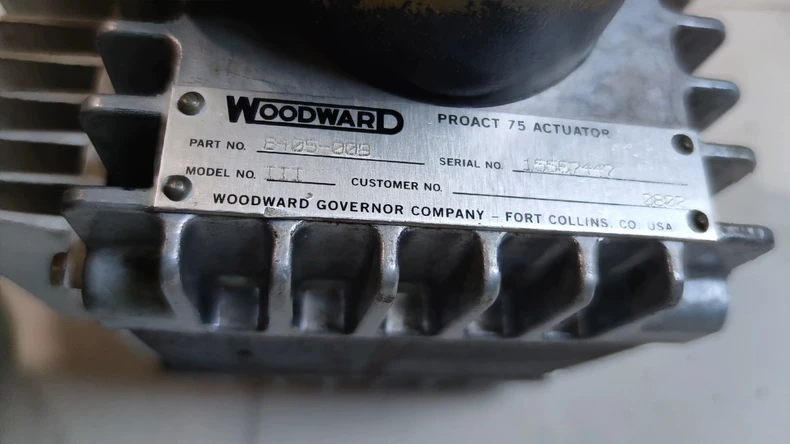 WOODWARD PROACT 75 ACTUATOR
PART NO. SERIAL NO.
MODEL NO. III CUSTOMER NO.
WOODWARD GOVERNOR COMPANY – FORT COLLINS, CO. USA